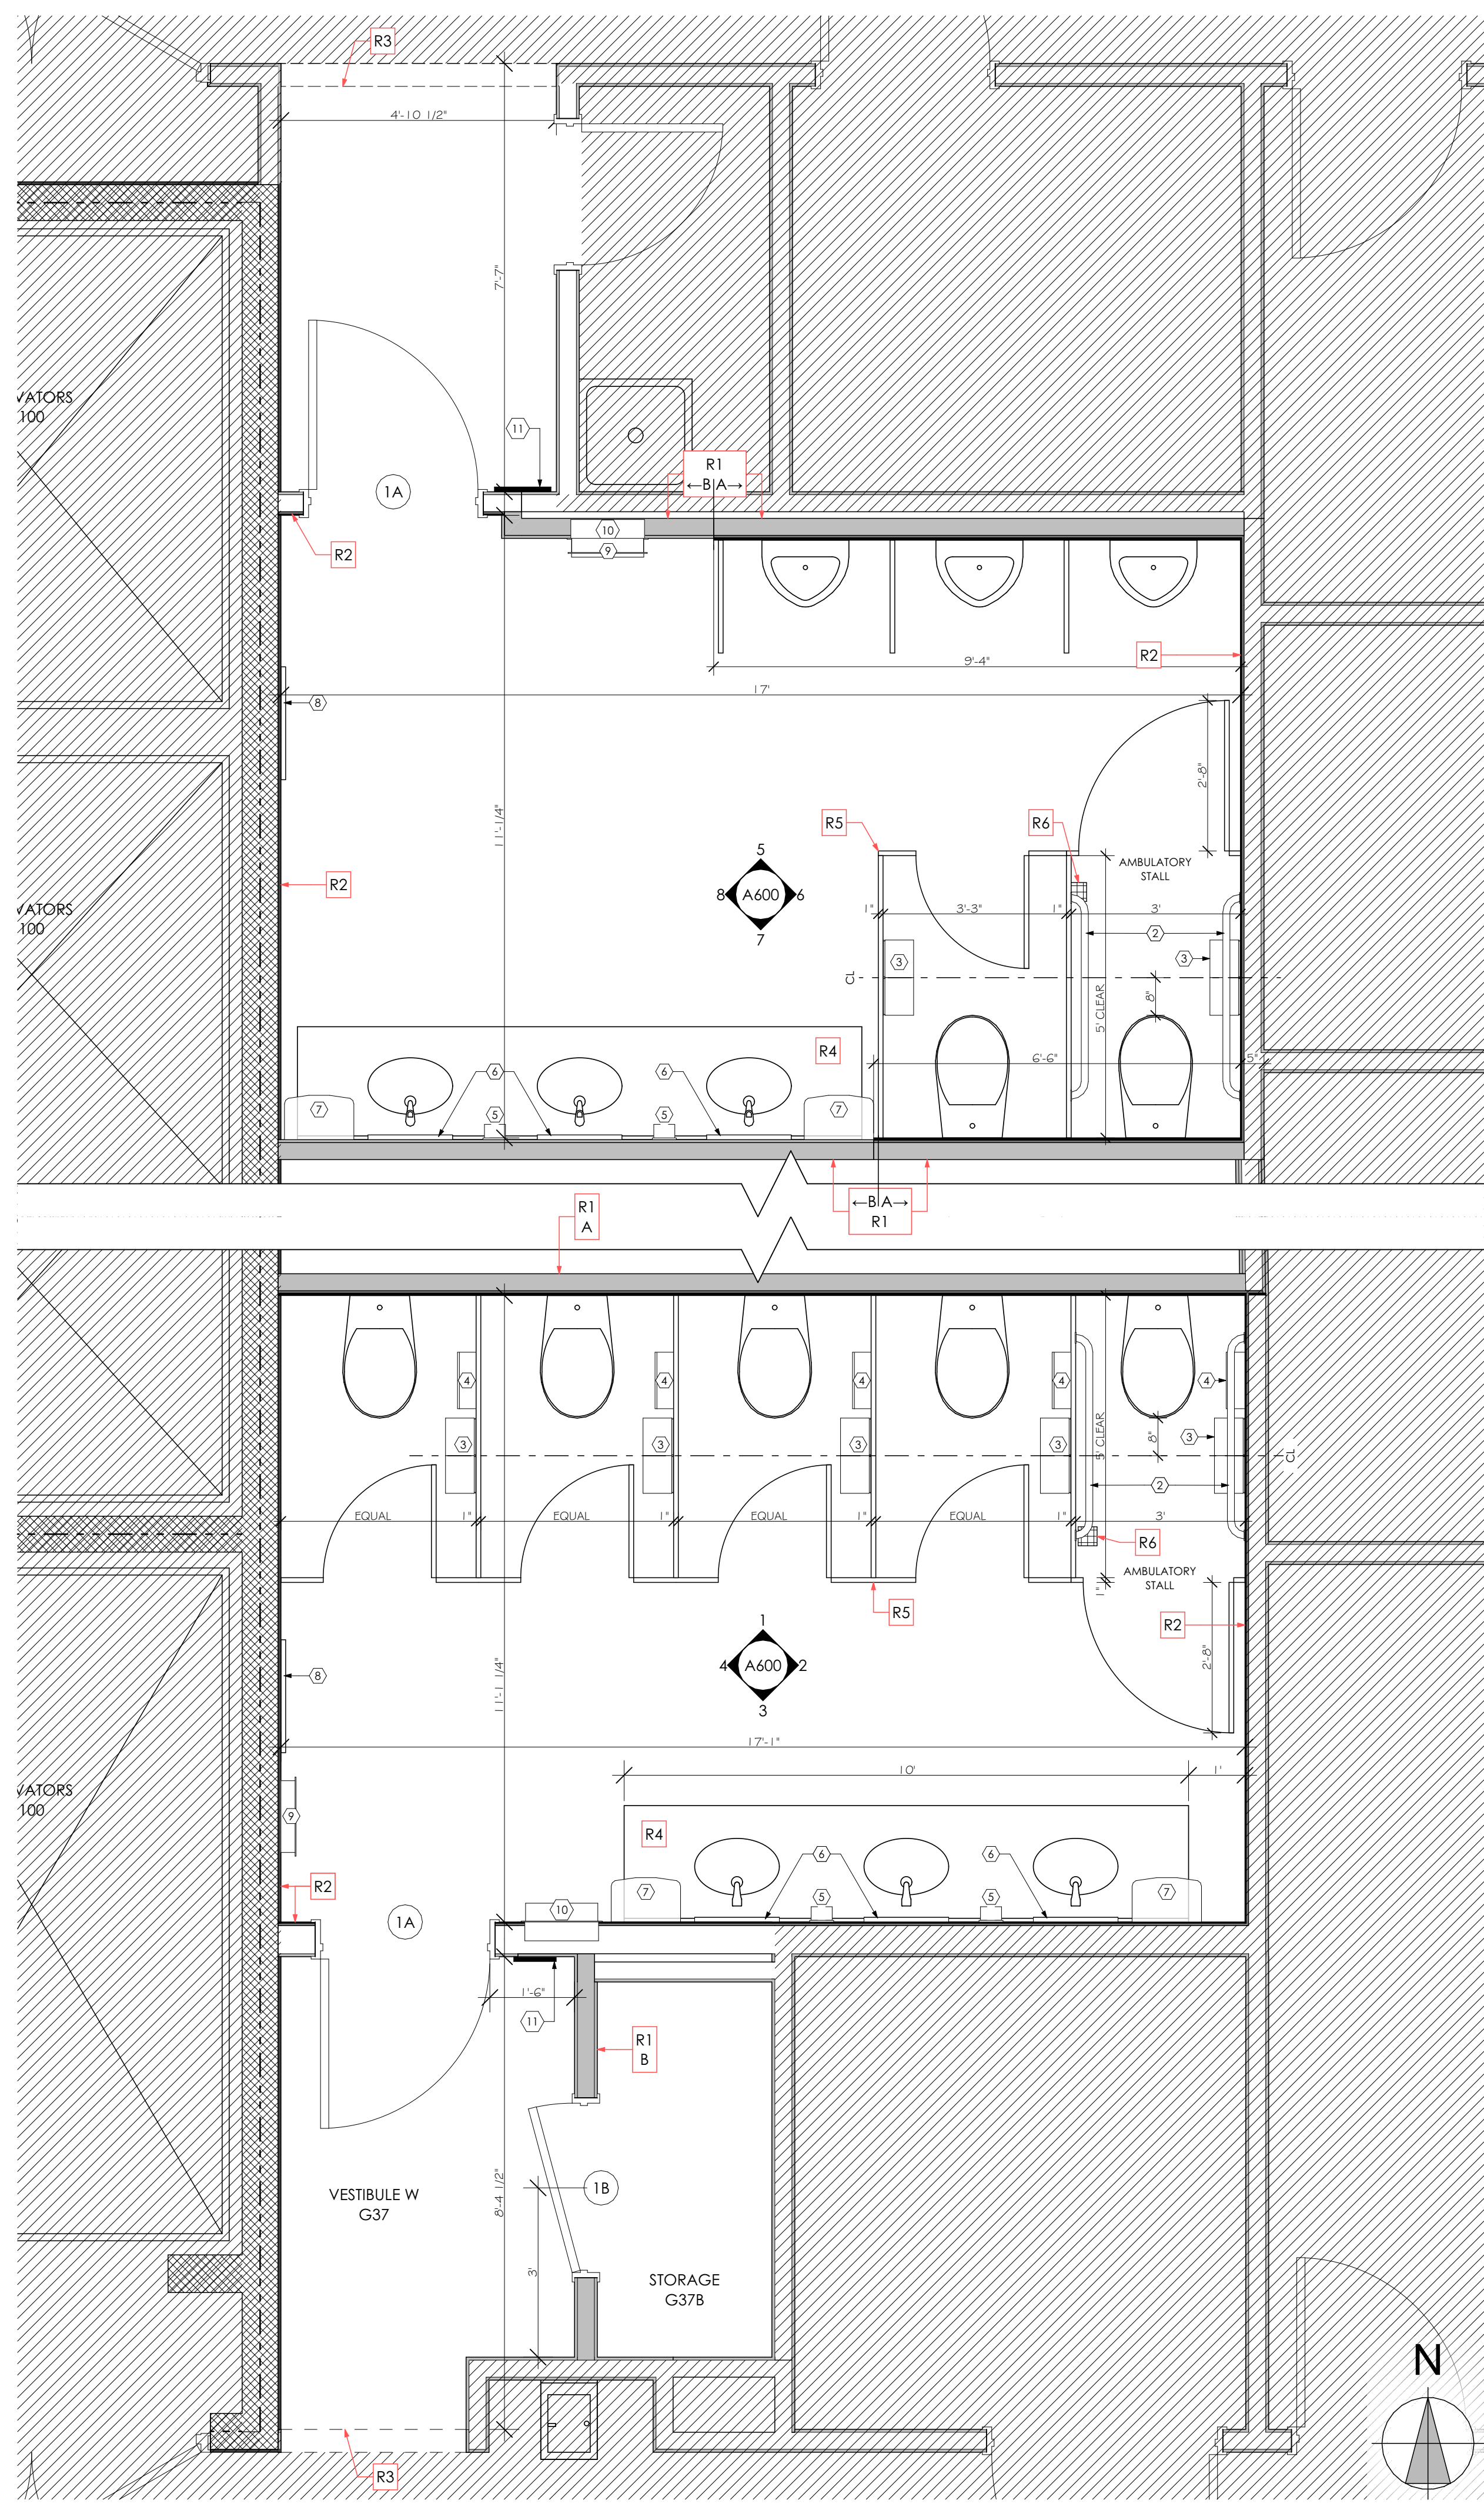 R3
4'-10 1/2"
7'-7"
VATORS
100
11
R1
←B|A→
1A
10
9
R2
R2
9'-4"
17'
8
2'-8"
11'-1/4"
R5
R6
AMBULATORY
STALL
5
8 A600 6
7
R2
VATORS
100
1"
3'-3"
1"
3'
2
3
3
CL
8"
5' CLEAR
R4
6'-6"
5"
6
6
7
5
5
7
←B|A→
R1
R1
A
4
4
4
4
4
3
3
3
3
3
5' CLEAR
8"
CL
2
EQUAL
1"
EQUAL
1"
EQUAL
1"
EQUAL
1"
3'
R6
AMBULATORY
STALL
1"
R5
R2
1
4 A600 2
3
8
11'-1/4"
2'-8"
17'-1"
10'
1'
VATORS
100
9
R4
6
6
R2
7
5
5
7
10
1A
1'-6"
11
R1
B
8'-4 1/2"
1B
VESTIBULE W
G37
3'
STORAGE
G37B
N
R3